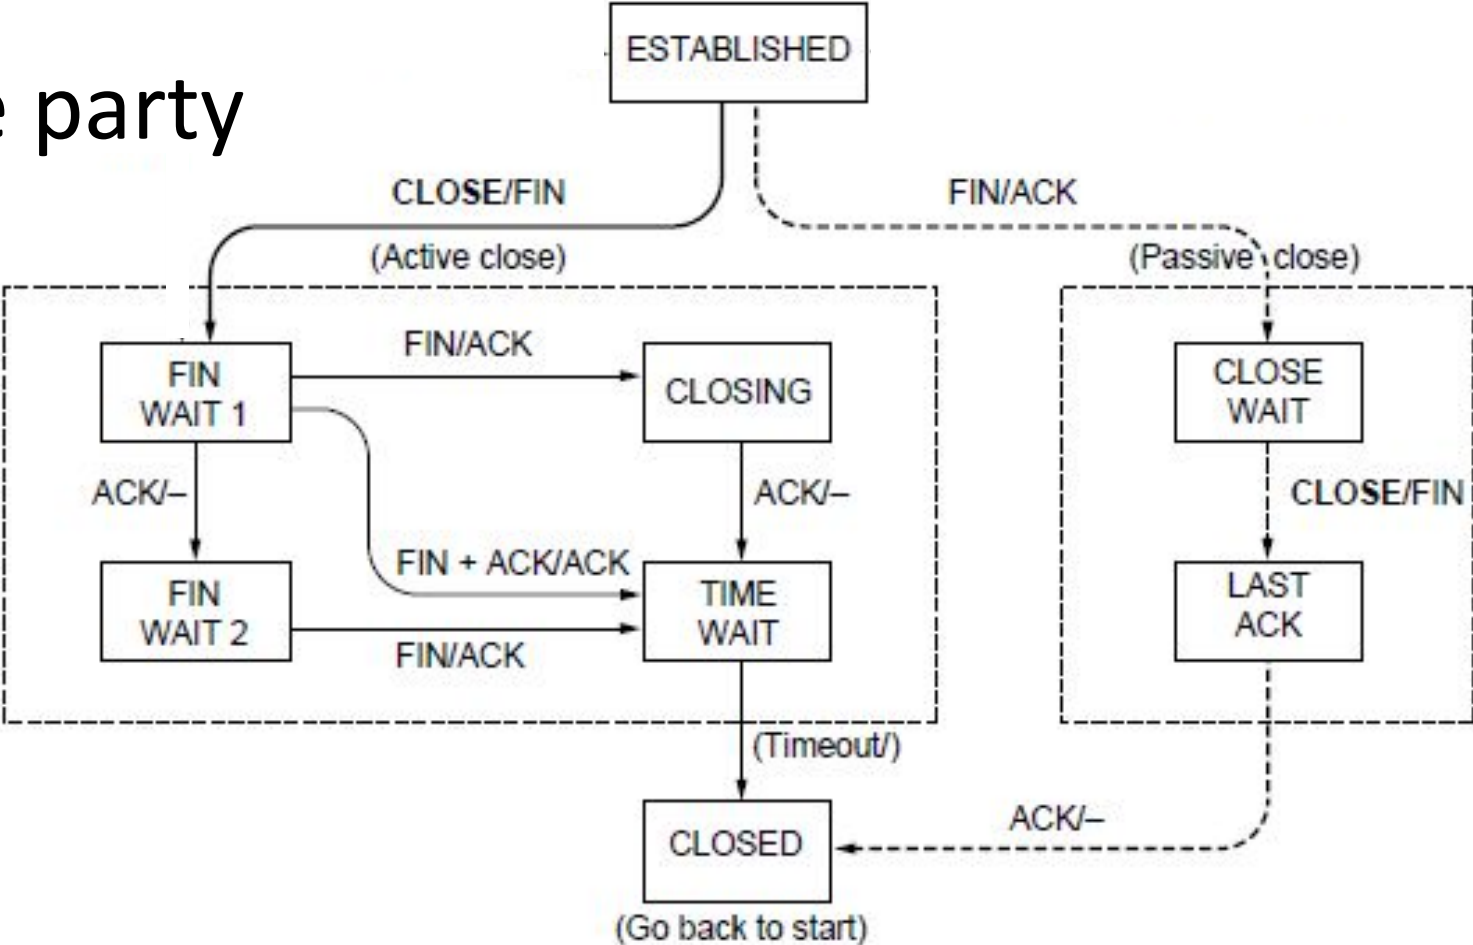 ESTABLISHED
party
CLOSE/FIN
FIN/ACK
(Active close)
(Passive close)
FIN
WAIT 1
FIN/ACK
CLOSING
CLOSE
WAIT
ACK/–
ACK/–
CLOSE/FIN
FIN + ACK/ACK
FIN
WAIT 2
TIME
WAIT
LAST
ACK
FIN/ACK
(Timeout/)
ACK/–
CLOSED
(Go back to start)